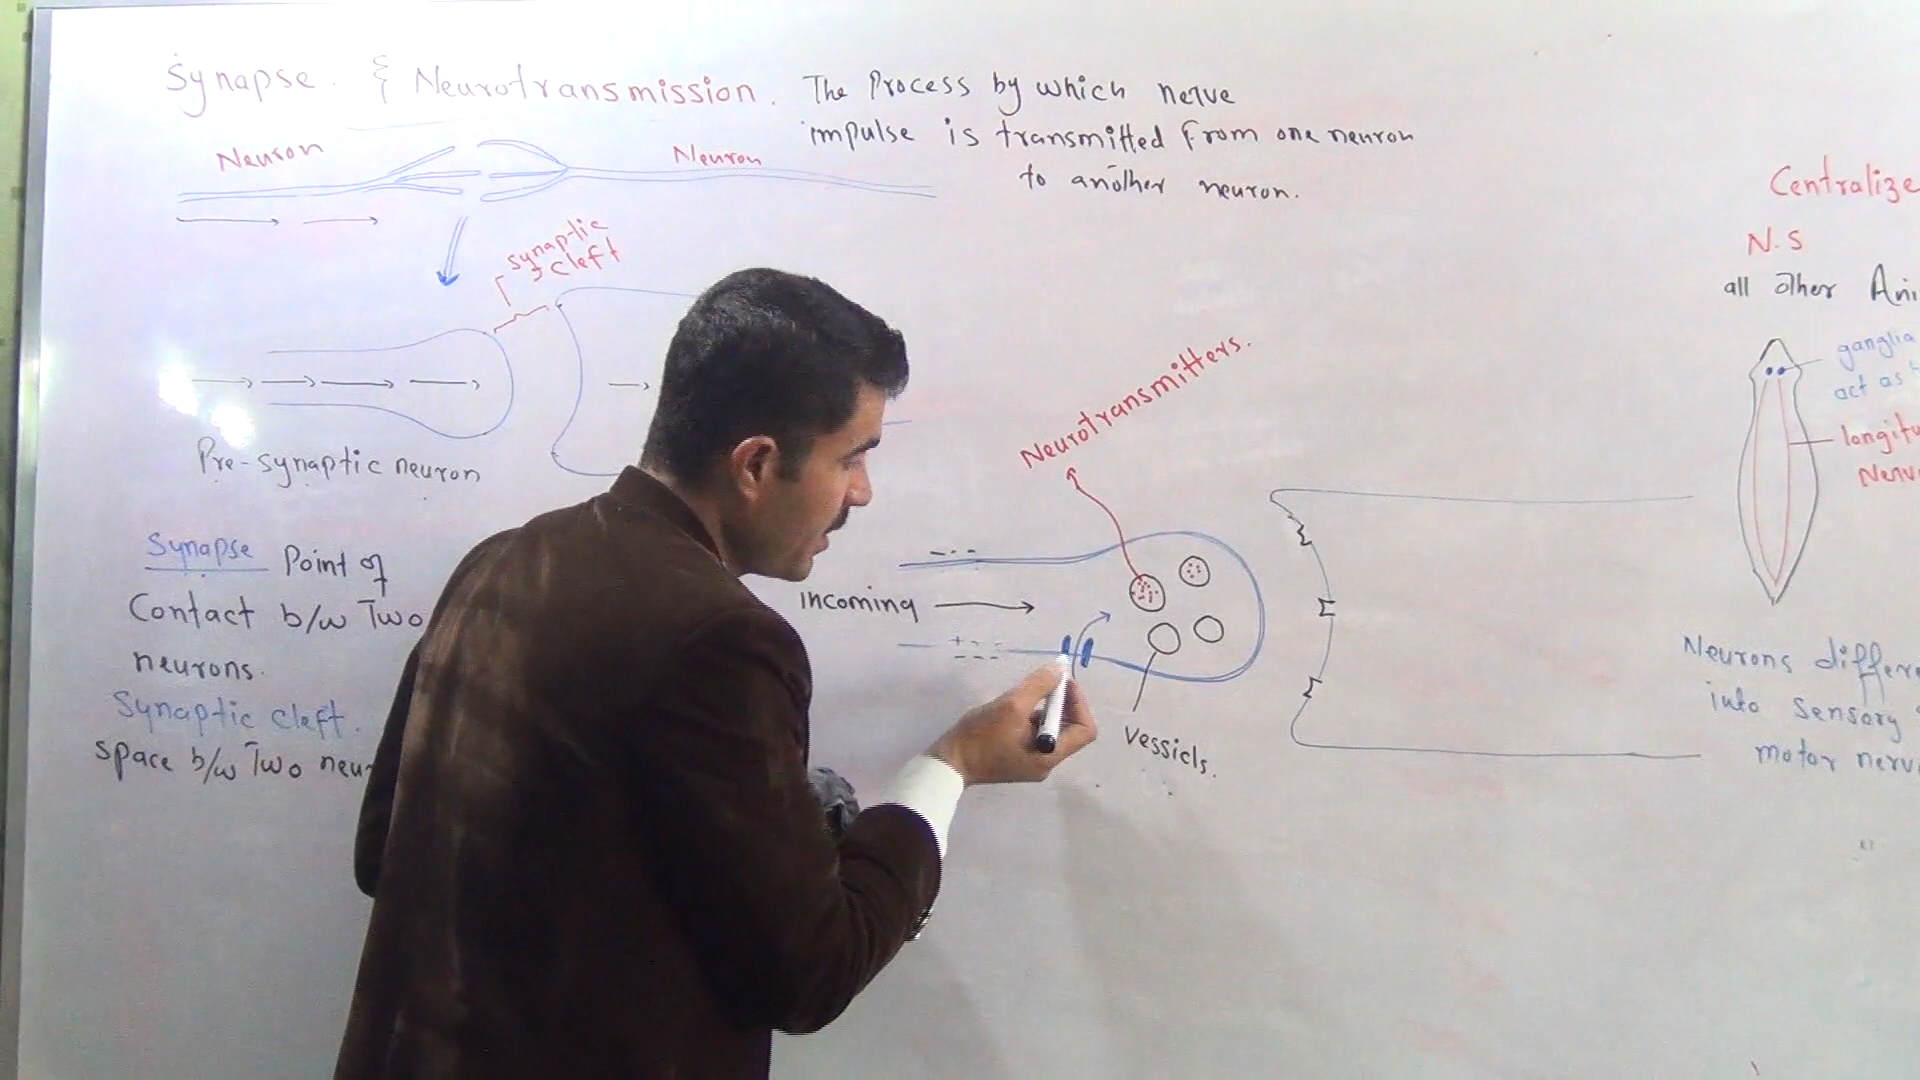 Synapse. & Neurotransmission. The Process by which nerve
impulse is transmitted from one neuron
to another neuron.
Neuron
Neuron
synaptic
cleft
Pre-synaptic neuron
Synapse Point of
Contact b/w Two
neurons.
Synaptic cleft.
space b/w Two neur
Neurotransmitters.
incoming
vessicls.
Centralize
N.S
all other Ani
ganglia
act as
longitu
Nerv
Neurons differe
into sensory
motor nerv